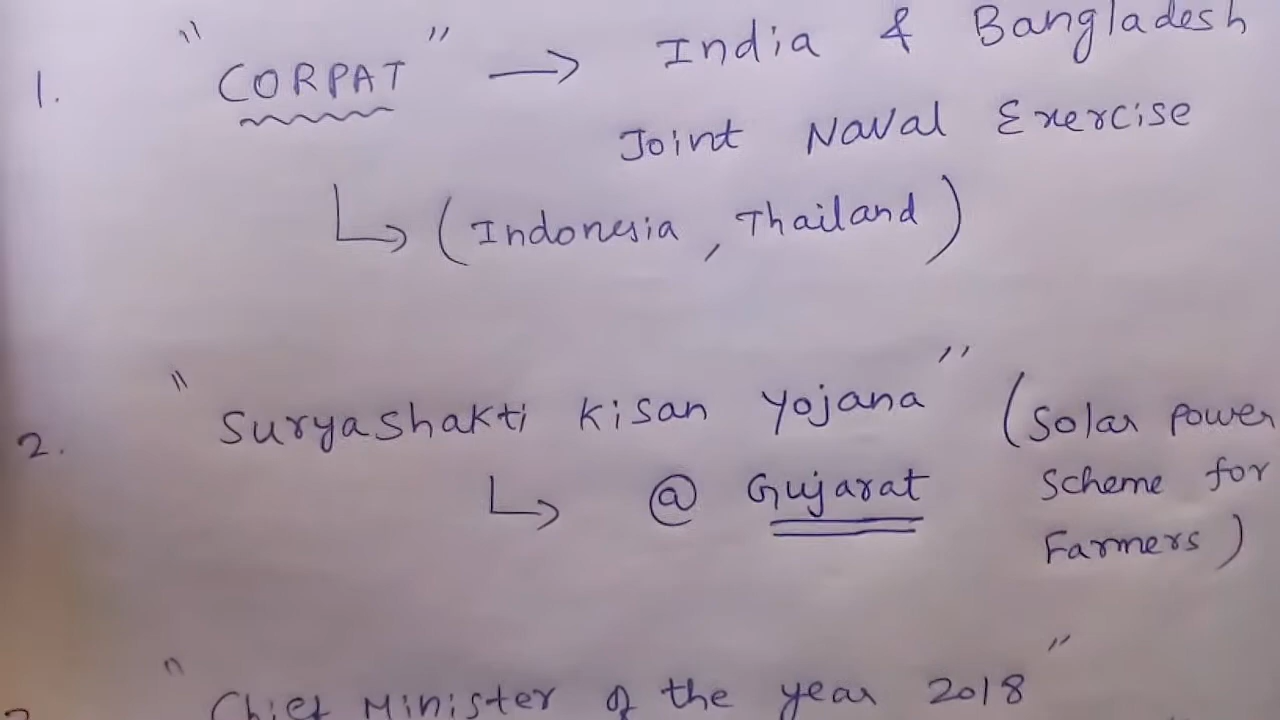 1. "CORPAT" → India & Bangladesh
Joint Naval Exercise
↳ (Indonesia, Thailand)
2. "Suryashakti Kisan Yojana" (Solar Power
↳ @ Gujarat Scheme for
Farmers)
"Chief Minister of the year 2018"